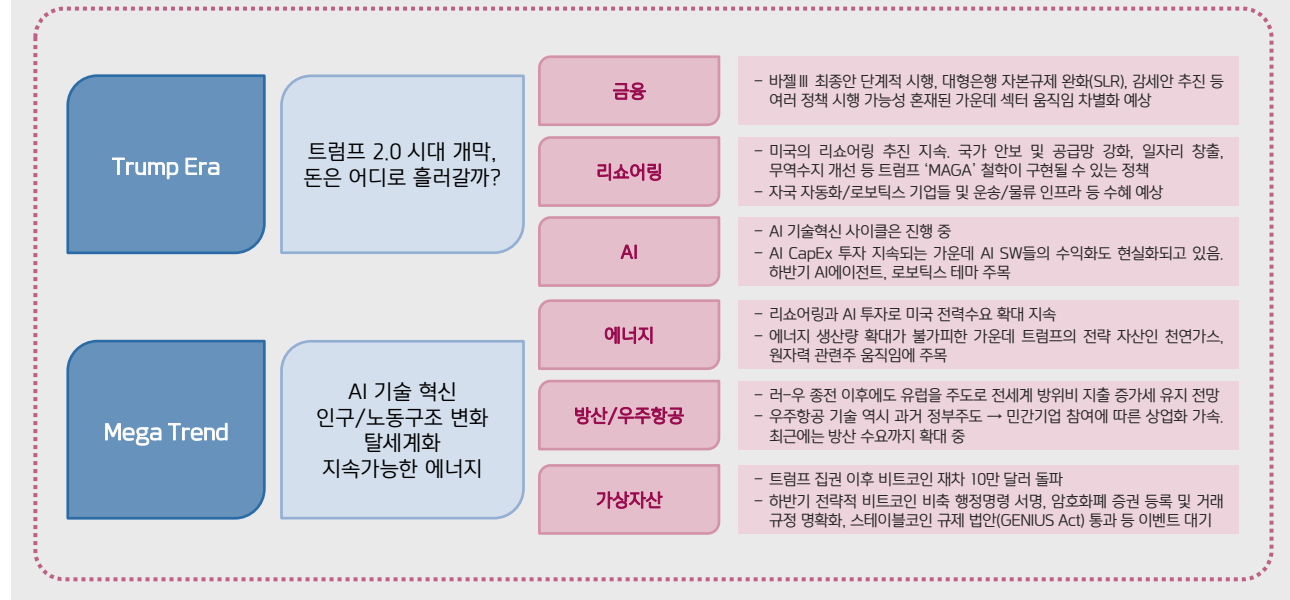 Trump Era
트럼프 2.0 시대 개막,
돈은 어디로 흘러갈까?
Mega Trend
AI 기술 혁신
인구/노동구조 변화
탈세계화
지속가능한 에너지
금융
- 바젤Ⅲ 최종안 단계적 시행, 대형은행 자본규제 완화(SLR), 감세안 추진 등
여러 정책 시행 가능성 혼재된 가운데 섹터 움직임 차별화 예상
리쇼어링
- 미국의 리쇼어링 추진 지속. 국가 안보 및 공급망 강화, 일자리 창출,
무역수지 개선 등 트럼프 ‘MAGA’ 철학이 구현될 수 있는 정책
- 자국 자동화/로보틱스 기업들 및 운송/물류 인프라 등 수혜 예상
AI
- AI 기술혁신 사이클은 진행 중
- AI CapEx 투자 지속되는 가운데 AI SW들의 수익화도 현실화되고 있음.
하반기 AI에이전트, 로보틱스 테마 주목
에너지
- 리쇼어링과 AI 투자로 미국 전력수요 확대 지속
- 에너지 생산량 확대가 불가피한 가운데 트럼프의 전략 자산인 천연가스,
원자력 관련주 움직임에 주목
방산/우주항공
- 러-우 종전 이후에도 유럽을 주도로 전세계 방위비 지출 증가세 유지 전망
- 우주항공 기술 역시 과거 정부주도 → 민간기업 참여에 따른 상업화 가속.
최근에는 방산 수요까지 확대 중
가상자산
- 트럼프 집권 이후 비트코인 재차 10만 달러 돌파
- 하반기 전략적 비트코인 비축 행정명령 서명, 암호화폐 증권 등록 및 거래
규정 명확화, 스테이블코인 규제 법안(GENIUS Act) 통과 등 이벤트 대기